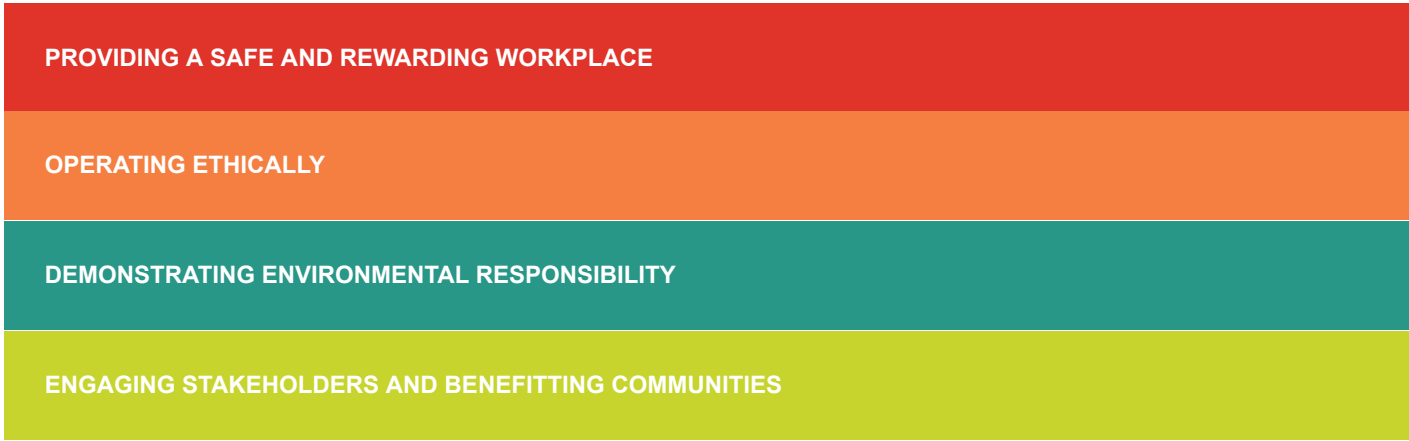 PROVIDING A SAFE AND REWARDING WORKPLACE
OPERATING ETHICALLY
DEMONSTRATING ENVIRONMENTAL RESPONSIBILITY
ENGAGING STAKEHOLDERS AND BENEFITTING COMMUNITIES